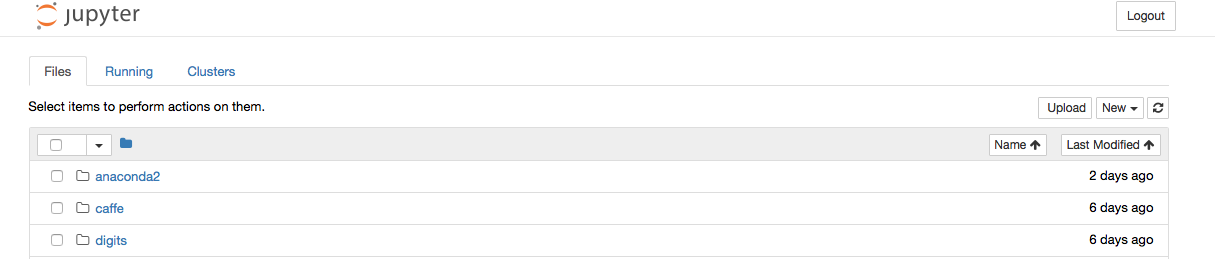 jupyter
Logout
Files Running Clusters
Select items to perform actions on them.
Upload New
Name Last Modified
anaconda2 2 days ago
caffe 6 days ago
digits 6 days ago